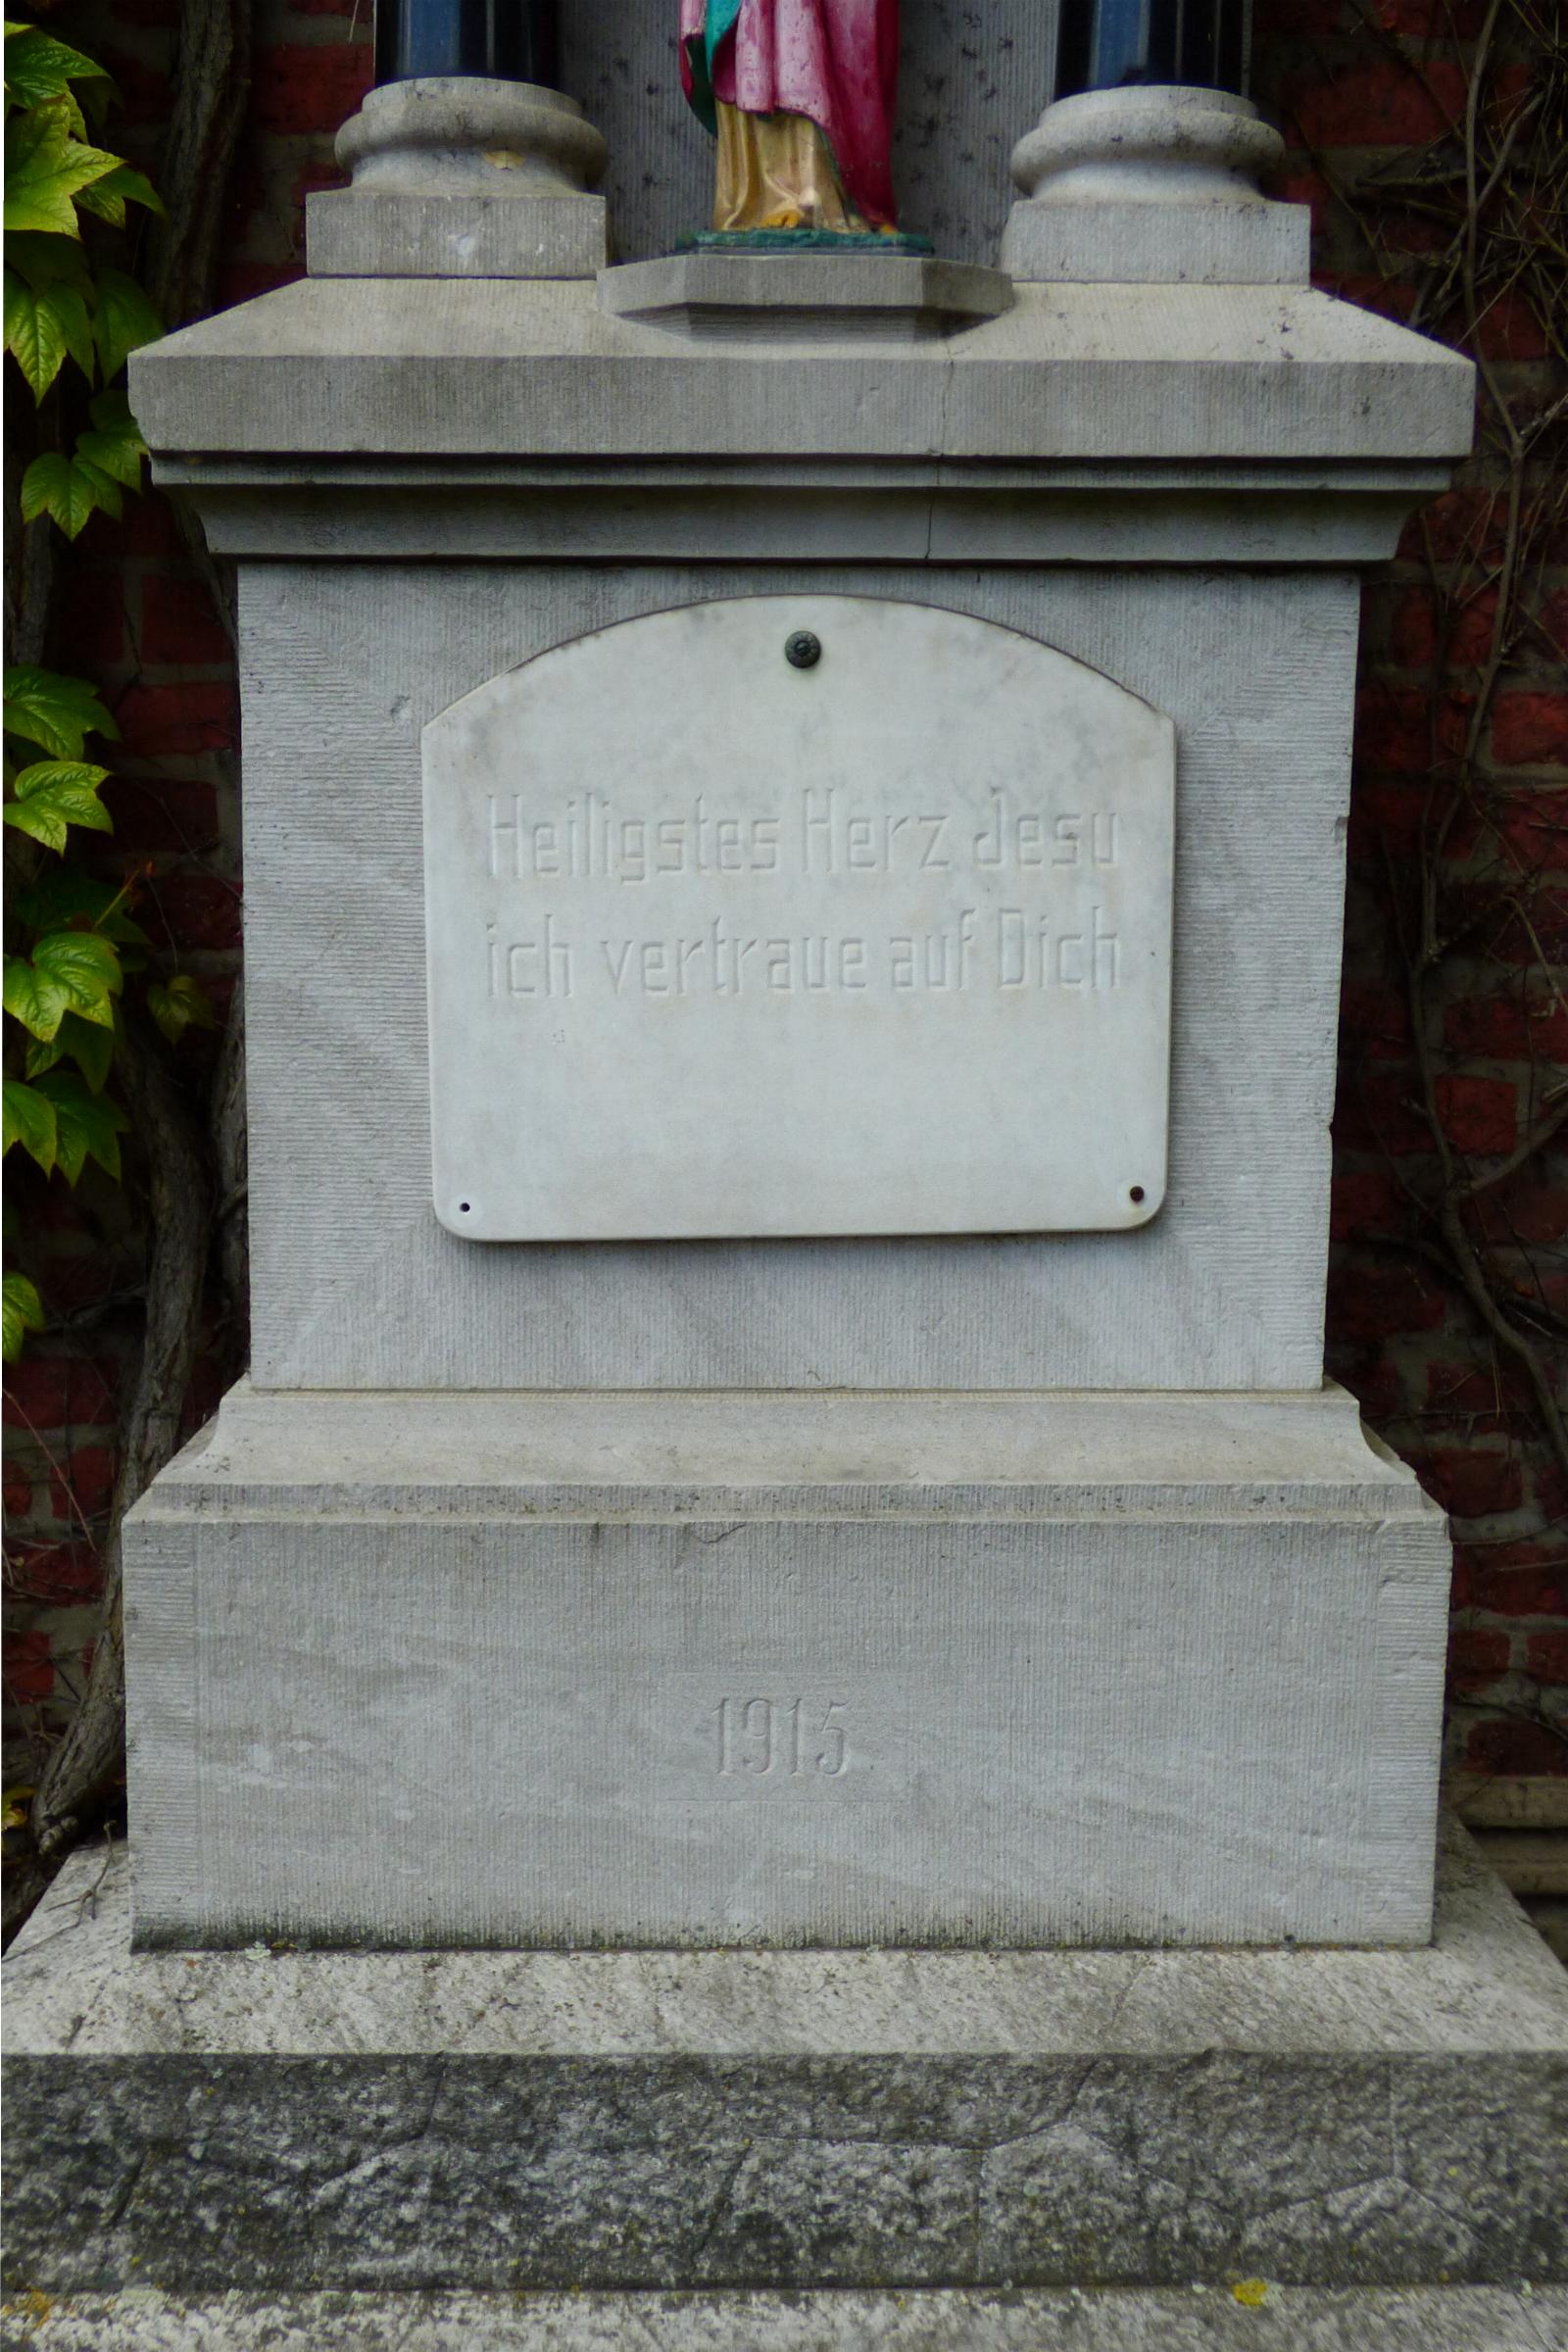 Heiligstes Herz Jesu
ich vertraue auf Dich
1915